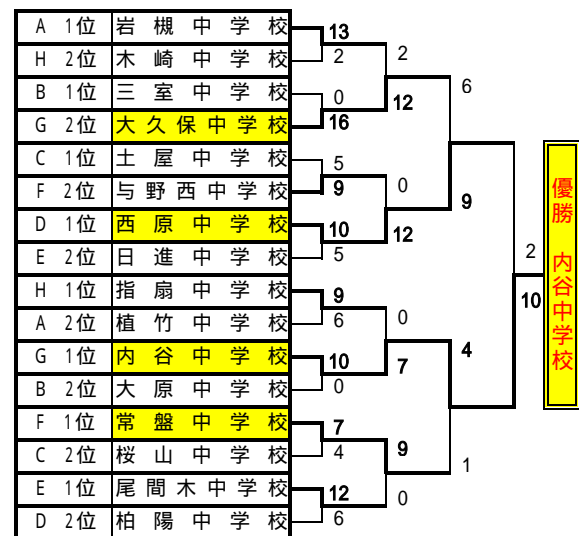 A 1位 岩槻中学校 13
H 2位 木崎中学校 2
2
B 1位 三室中学校 0
12
6
G 2位 大久保中学校 16
C 1位 土屋中学校 5
F 2位 与野西中学校 9
0
9
D 1位 西原中学校 10
12
E 2位 日進中学校 5
2
H 1位 指扇中学校 9
10
A 2位 植竹中学校 6
0
G 1位 内谷中学校 10
7
4
B 2位 大原中学校 0
F 1位 常盤中学校 7
C 2位 桜山中学校 4
9
1
E 1位 尾間木中学校 12
0
D 2位 柏陽中学校 6
優勝 内谷中学校